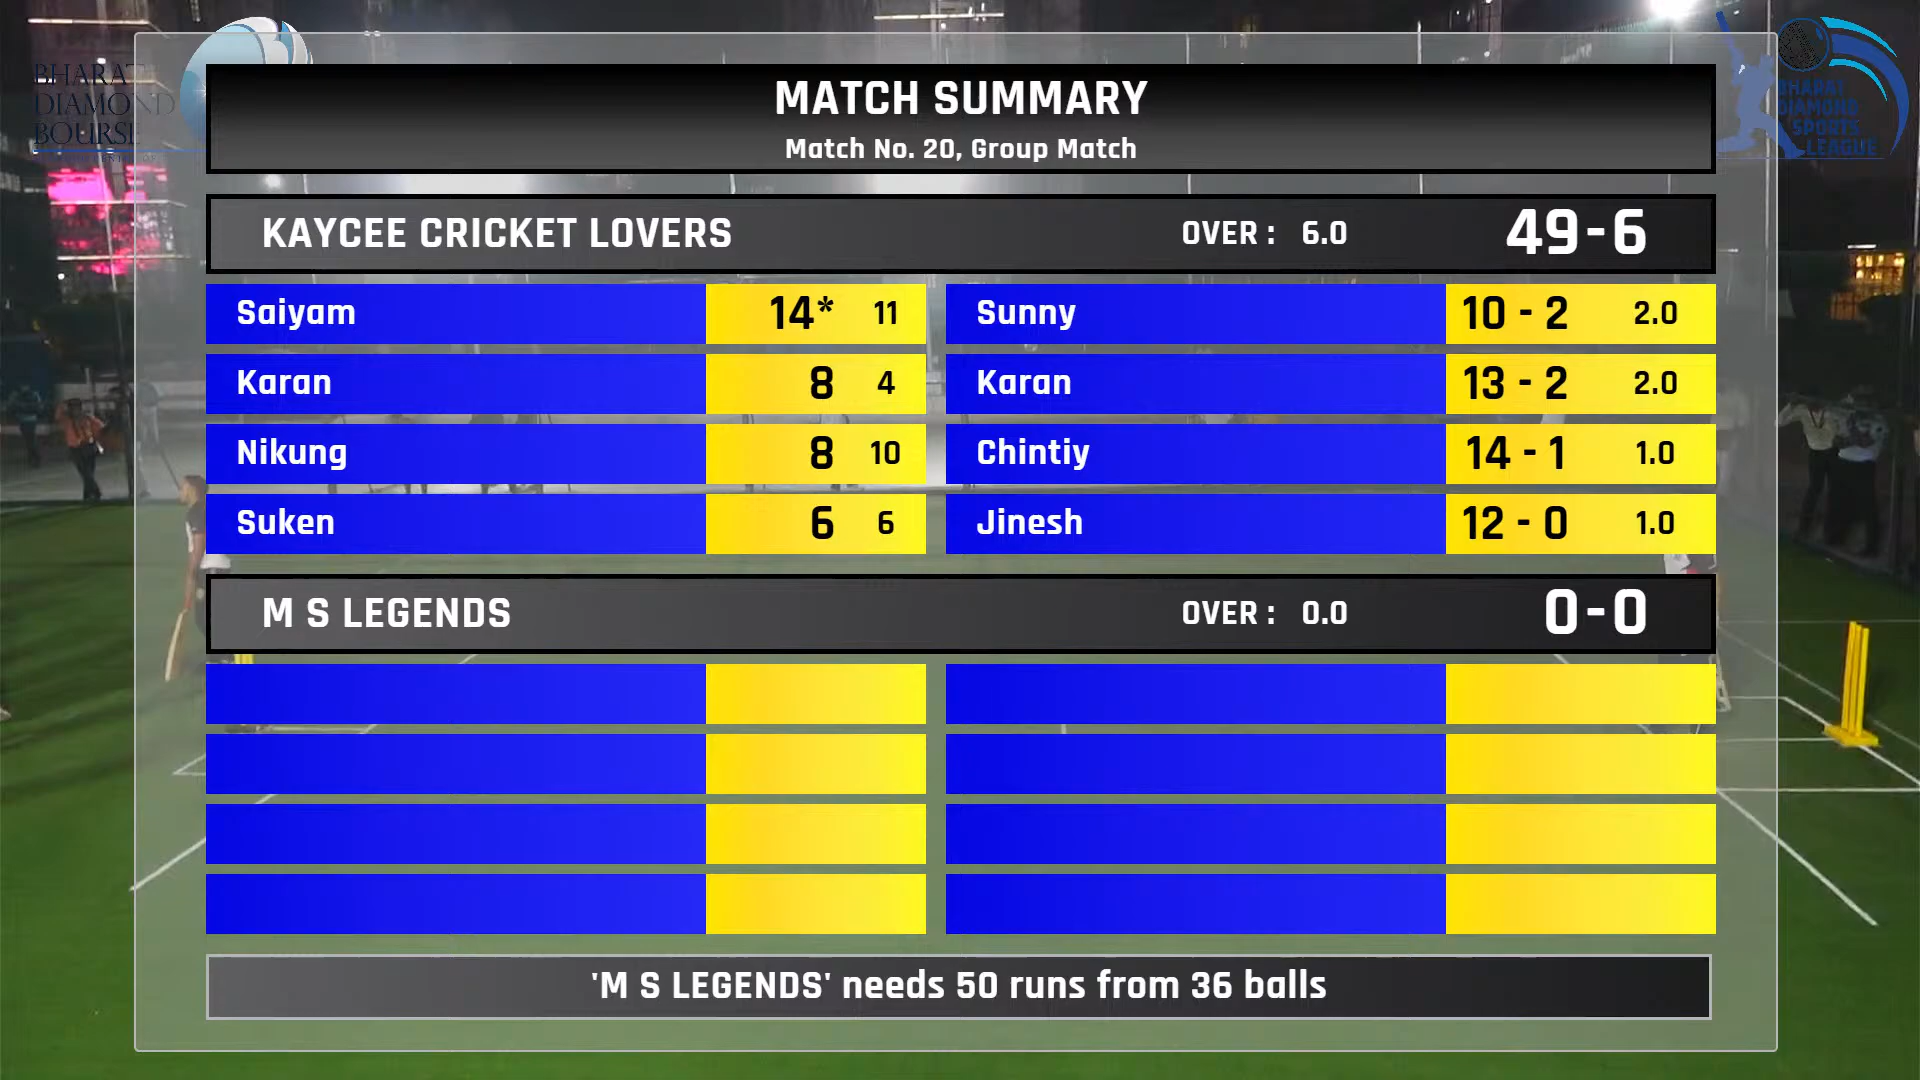 BHARAT
DIAMOND
BOURSE
BHARAT
DIAMOND
SPORTS
LEAGUE
MATCH SUMMARY
Match No. 20, Group Match
KAYCEE CRICKET LOVERS OVER : 6.0 49-6
Saiyam 14* 11 Sunny 10 - 2 2.0
Karan 8 4 Karan 13 - 2 2.0
Nikung 8 10 Chintiy 14 - 1 1.0
Suken 6 6 Jinesh 12 - 0 1.0
M S LEGENDS OVER : 0.0 0-0
'M S LEGENDS' needs 50 runs from 36 balls